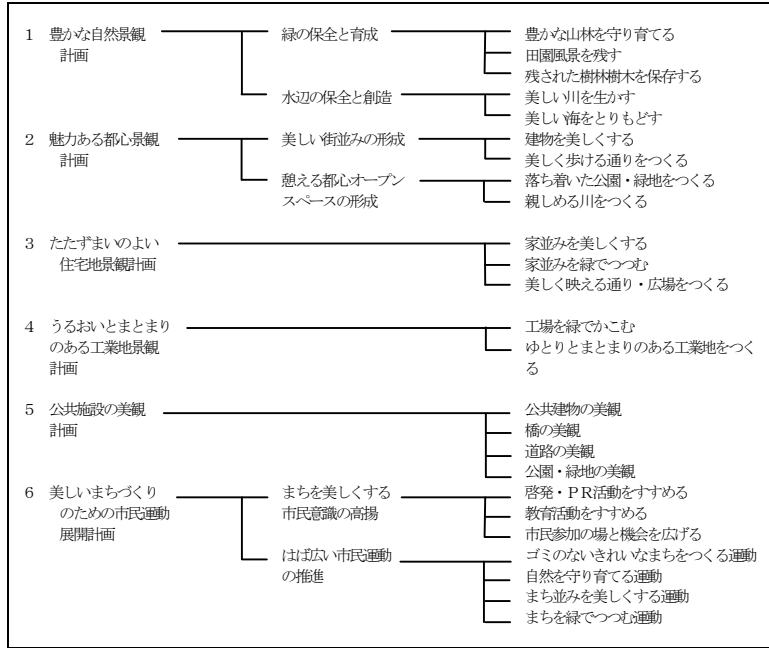 1 豊かな自然景観
計画
緑の保全と育成
豊かな山林を守り育てる
田園風景を残す
残された樹林樹木を保存する
水辺の保全と創造
美しい川を生かす
美しい海をとりもどす
2 魅力ある都心景観
計画
美しい街並みの形成
建物を美しくする
美しく歩ける通りをつくる
憩える都心オープン
スペースの形成
落ち着いた公園・緑地をつくる
親しめる川をつくる
3 たたずまいのよい
住宅地景観計画
家並みを美しくする
家並みを緑でつつむ
美しく映える通り・広場をつくる
4 うるおいとまとまり
のある工業地景観
計画
工場を緑でかこむ
ゆとりとまとまりのある工業地をつく
る
5 公共施設の美観
計画
公共建物の美観
橋の美観
道路の美観
公園・緑地の美観
6 美しいまちづくり
のための市民運動
展開計画
まちを美しくする
市民意識の高揚
啓発・PR活動をすすめる
教育活動をすすめる
市民参加の場と機会を広げる
はば広い市民運動
の推進
ゴミのないきれいなまちをつくる運動
自然を守り育てる運動
まち並みを美しくする運動
まちを緑でつつむ運動